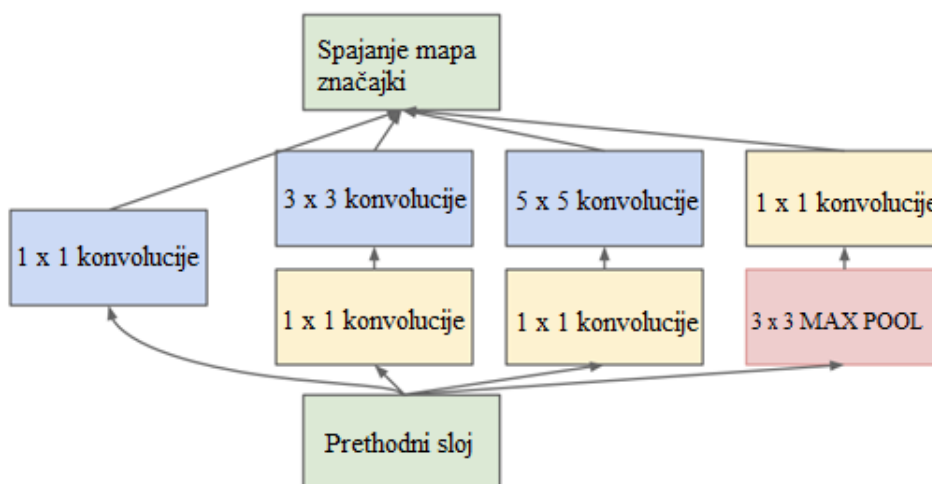 Spajanje mapa
značajki
3 x 3 konvolucije
5 x 5 konvolucije
1 x 1 konvolucije
1 x 1 konvolucije
1 x 1 konvolucije
1 x 1 konvolucije
3 x 3 MAX POOL
Prethodni sloj